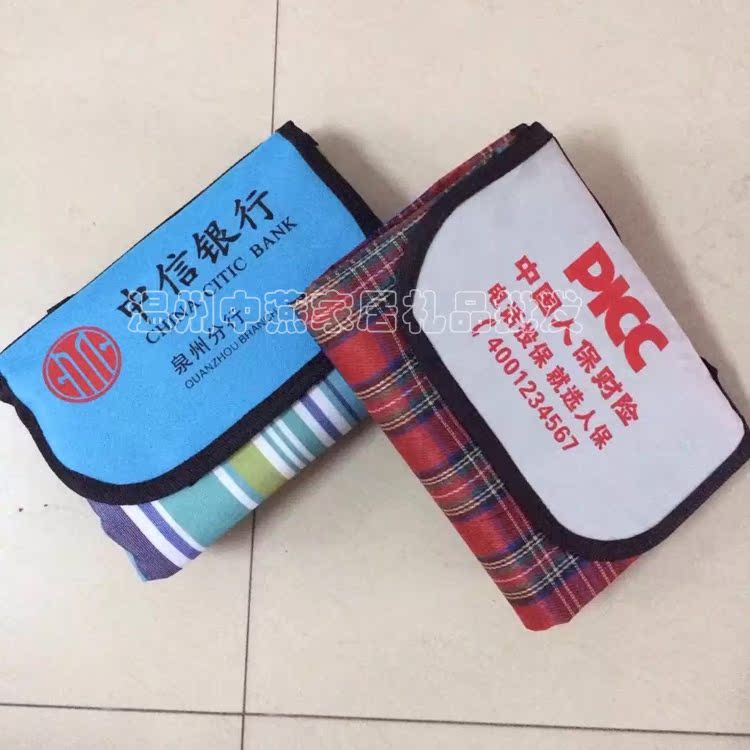 中信银行
CHINA CITIC BANK
泉州分行
QUANZHOU BRANCH
PICC
中国人保财险
电话投保 就选人保
4001234567